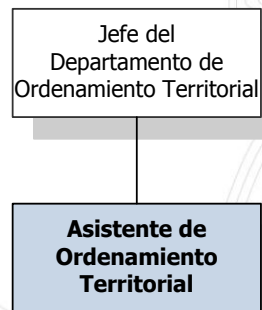 Jefe del
Departamento de
Ordenamiento Territorial
Asistente de
Ordenamiento
Territorial